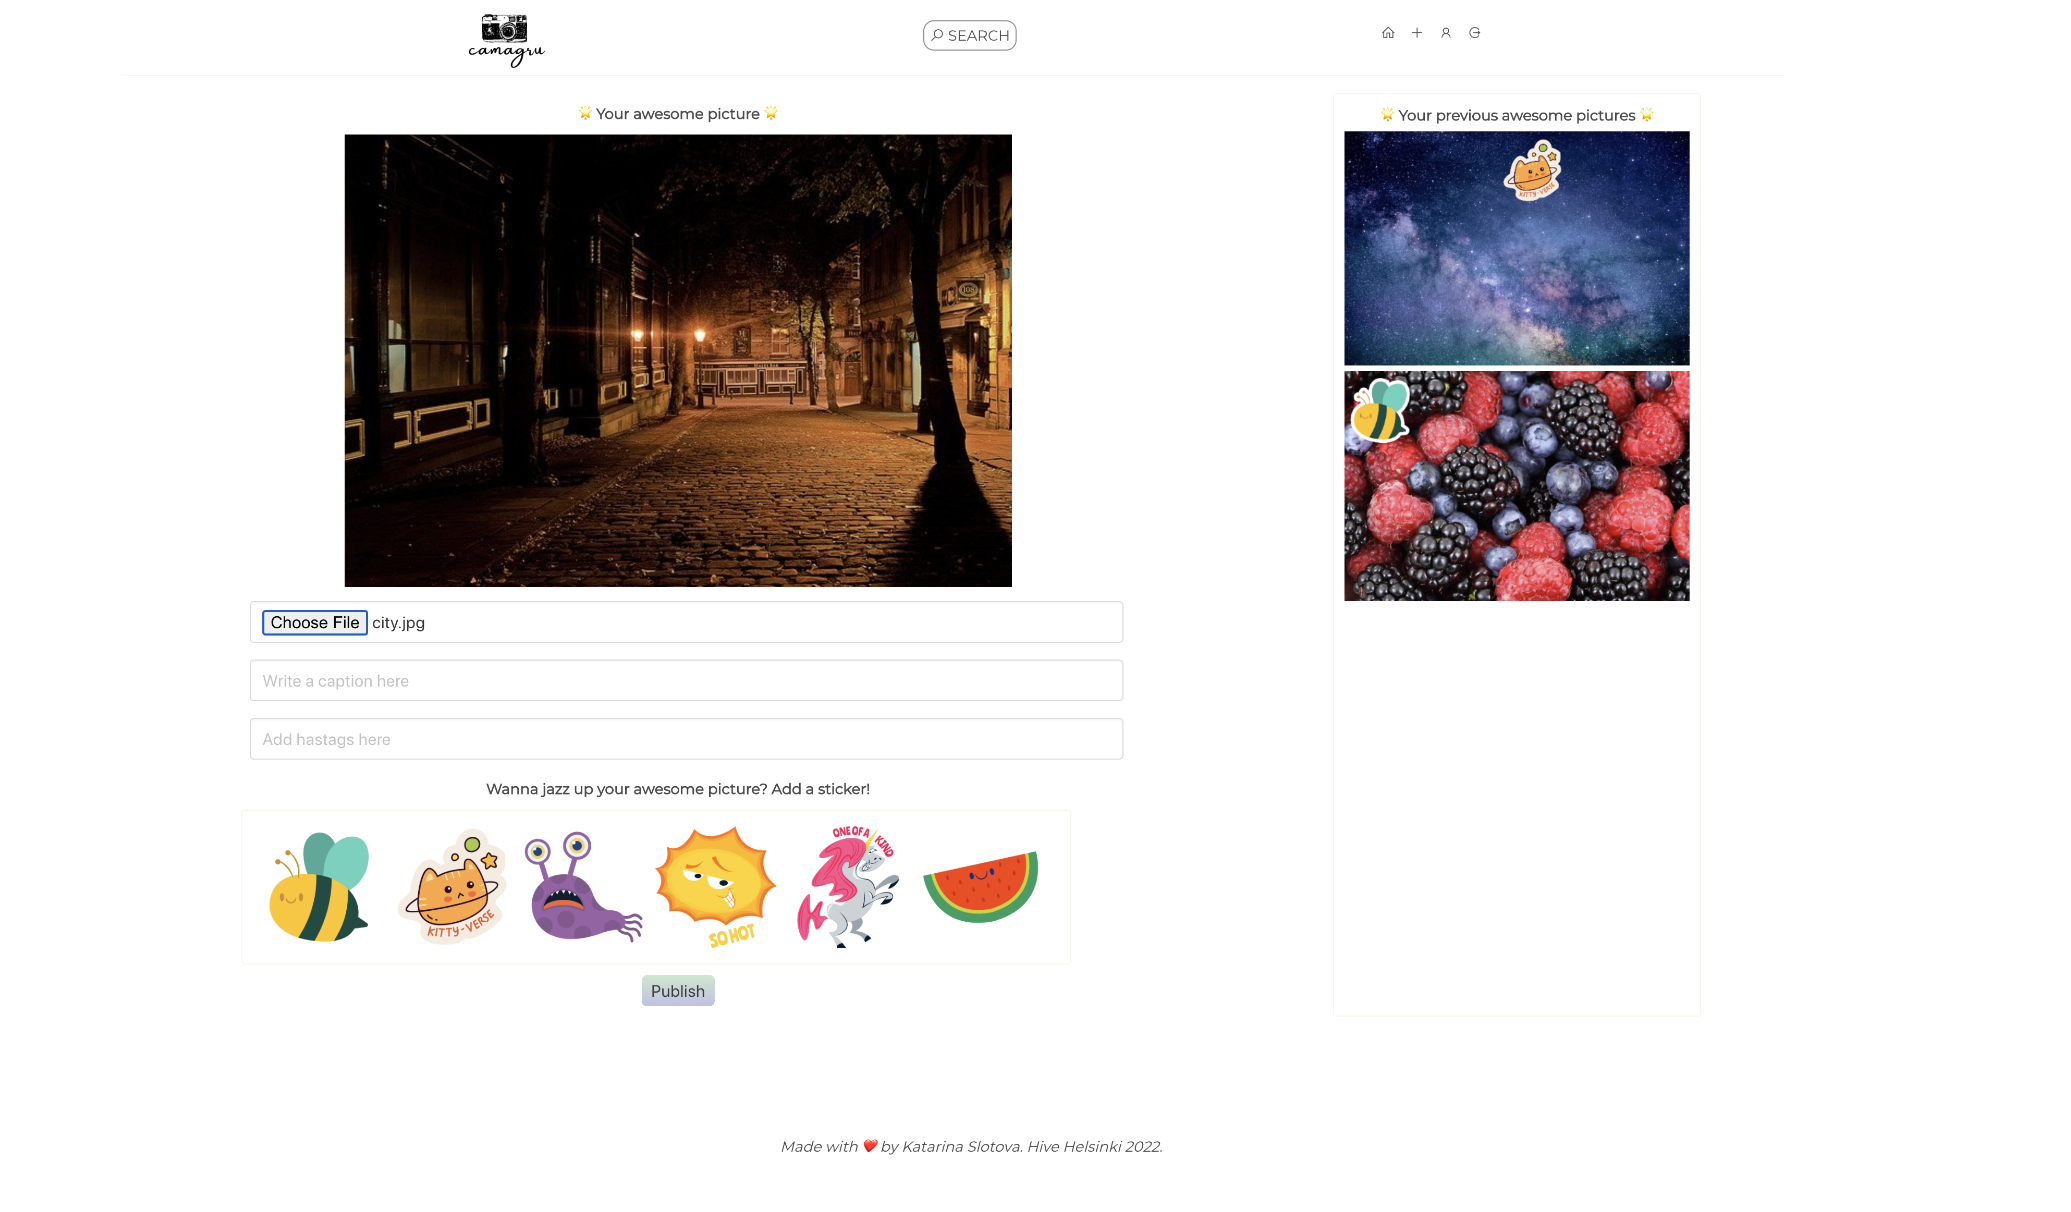 camagru
SEARCH
🌟 Your awesome picture 🌟
108
Choose File city.jpg
Write a caption here
Add hastags here
Wanna jazz up your awesome picture? Add a sticker!
KITTY-VERSE
SO HOT
ONE OF A KIND
Publish
🌟 Your previous awesome pictures 🌟
KITTY-VERSE
Made with ❤️ by Katarina Slotova. Hive Helsinki 2022.